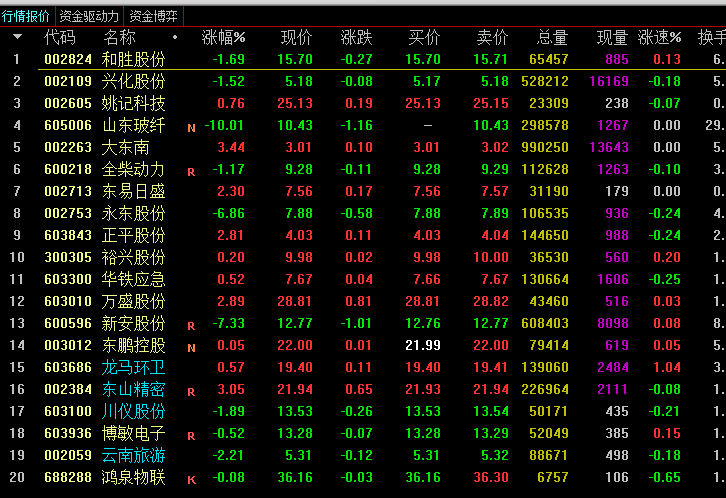 行情报价 资金驱动力 资金博弈
代码 名称 • 涨幅% 现价 涨跌 买价 卖价 总量 现量 涨速% 换手
1 002824 和胜股份 -1.69 15.70 -0.27 15.70 15.71 65457 885 0.13 6.
2 002109 兴化股份 -1.52 5.18 -0.08 5.17 5.18 528212 16169 -0.18 5.
3 002605 姚记科技 0.76 25.13 0.19 25.13 25.15 23309 238 -0.07 0.
4 605006 山东玻纤 N -10.01 10.43 -1.16 — 10.43 298578 1267 0.00 29.
5 002263 大东南 3.44 3.01 0.10 3.01 3.02 990250 13643 0.00 5.
6 600218 全柴动力 R -1.17 9.28 -0.11 9.28 9.29 112628 1263 -0.10 3.
7 002713 东易日盛 2.30 7.56 0.17 7.56 7.57 31190 179 0.00 0.
8 002753 永东股份 -6.86 7.88 -0.58 7.88 7.89 106535 936 -0.24 4.
9 603843 正平股份 2.81 4.03 0.11 4.03 4.04 144650 988 -0.24 2.
10 300305 裕兴股份 0.20 9.98 0.02 9.98 10.00 36530 560 0.20 1.
11 603300 华铁应急 0.52 7.67 0.04 7.66 7.67 130664 1606 -0.25 1.
12 603010 万盛股份 2.89 28.81 0.81 28.81 28.82 43460 516 0.03 1.
13 600596 新安股份 R -7.33 12.77 -1.01 12.76 12.77 608403 8098 0.08 8.
14 003012 东鹏控股 N 0.05 22.00 0.01 21.99 22.00 79414 619 0.05 5.
15 603686 龙马环卫 0.57 19.40 0.11 19.40 19.41 139060 2484 1.04 3.
16 002384 东山精密 R 3.05 21.94 0.65 21.93 21.94 226964 2111 -0.08 1.
17 603100 川仪股份 -1.89 13.53 -0.26 13.53 13.54 50171 435 -0.21 1.
18 603936 博敏电子 R -0.52 13.28 -0.07 13.28 13.29 52049 385 0.15 1.
19 002059 云南旅游 -2.21 5.31 -0.12 5.31 5.32 88671 498 -0.18 1.
20 688288 鸿泉物联 K -0.08 36.16 -0.03 36.16 36.30 6757 106 -0.65 1.